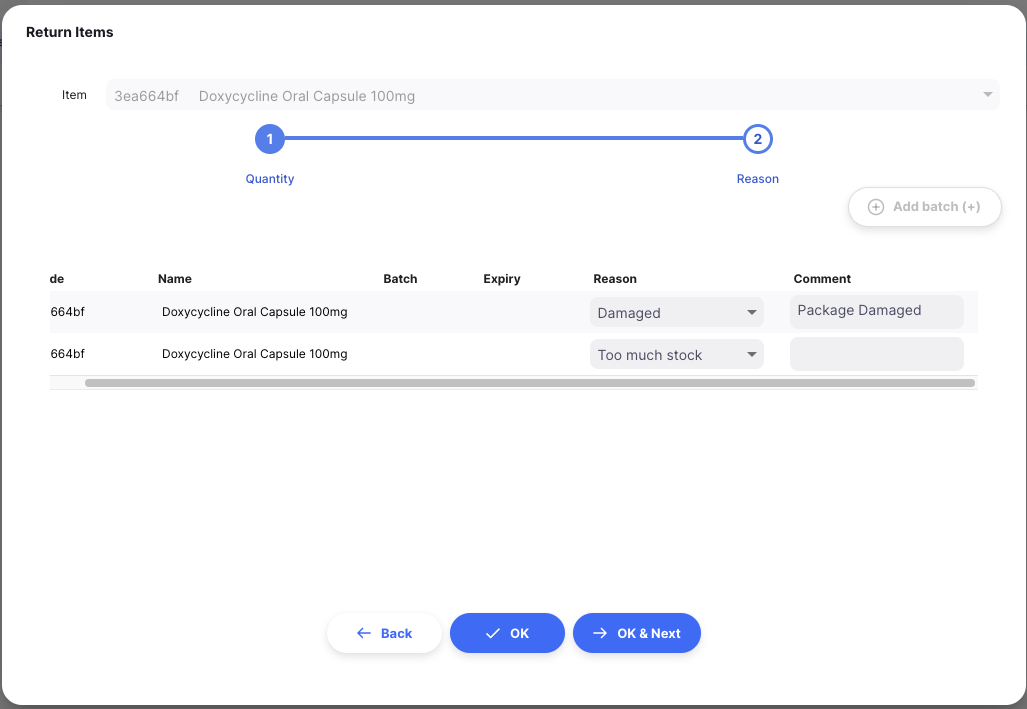 Return Items
Item 3ea664bf Doxycycline Oral Capsule 100mg
1 2
Quantity Reason
Add batch (+)
de Name Batch Expiry Reason Comment
664bf Doxycycline Oral Capsule 100mg Damaged Package Damaged
664bf Doxycycline Oral Capsule 100mg Too much stock
Back OK OK & Next